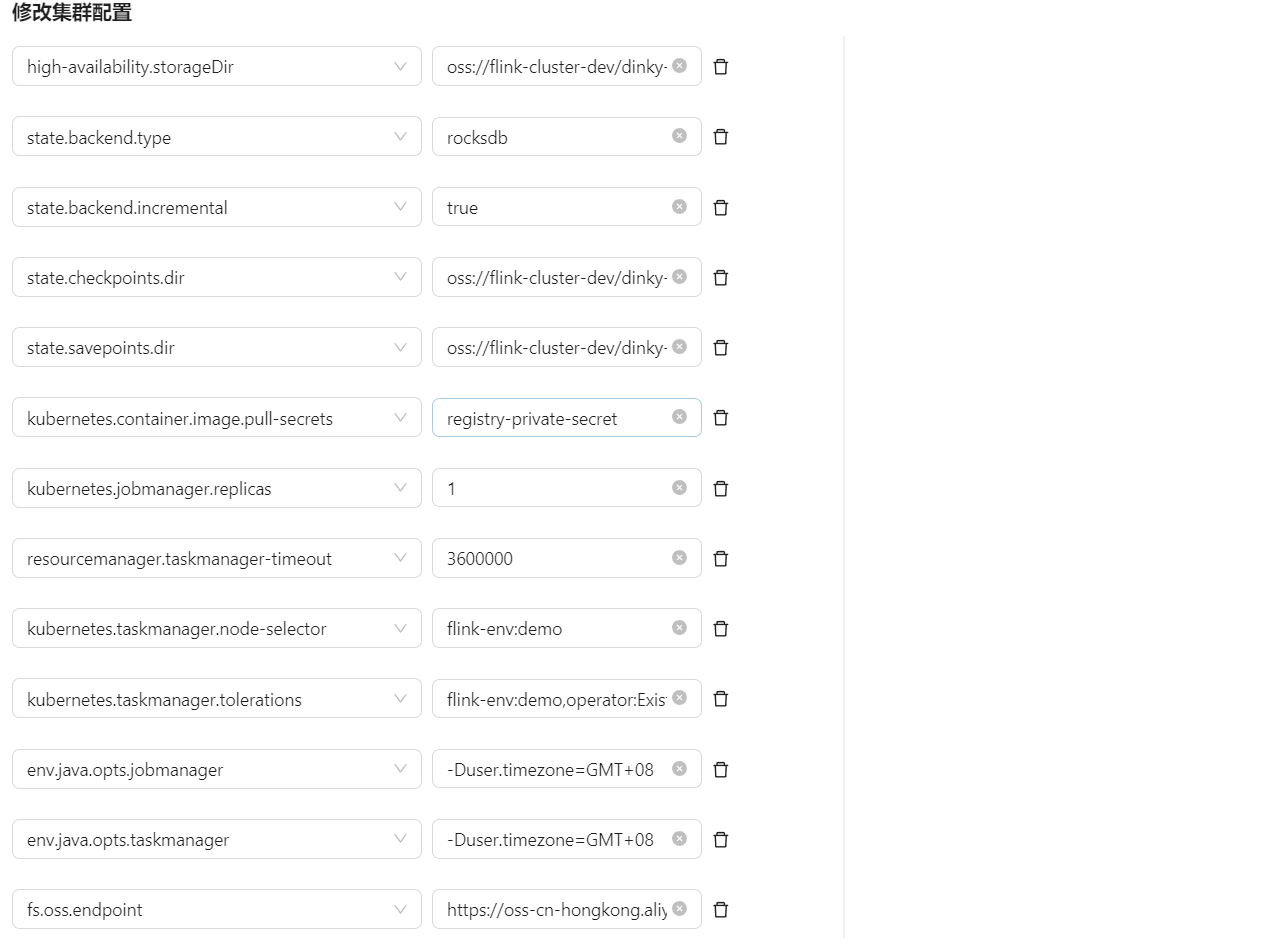 修改集群配置
high-availability.storageDir oss://flink-cluster-dev/dinky-
state.backend.type rocksdb
state.backend.incremental true
state.checkpoints.dir oss://flink-cluster-dev/dinky-
state.savepoints.dir oss://flink-cluster-dev/dinky-
kubernetes.container.image.pull-secrets registry-private-secret
kubernetes.jobmanager.replicas 1
resourcemanager.taskmanager-timeout 3600000
kubernetes.taskmanager.node-selector flink-env:demo
kubernetes.taskmanager.tolerations flink-env:demo,operator:Exis
env.java.opts.jobmanager -Duser.timezone=GMT+08
env.java.opts.taskmanager -Duser.timezone=GMT+08
fs.oss.endpoint https://oss-cn-hongkong.aliy